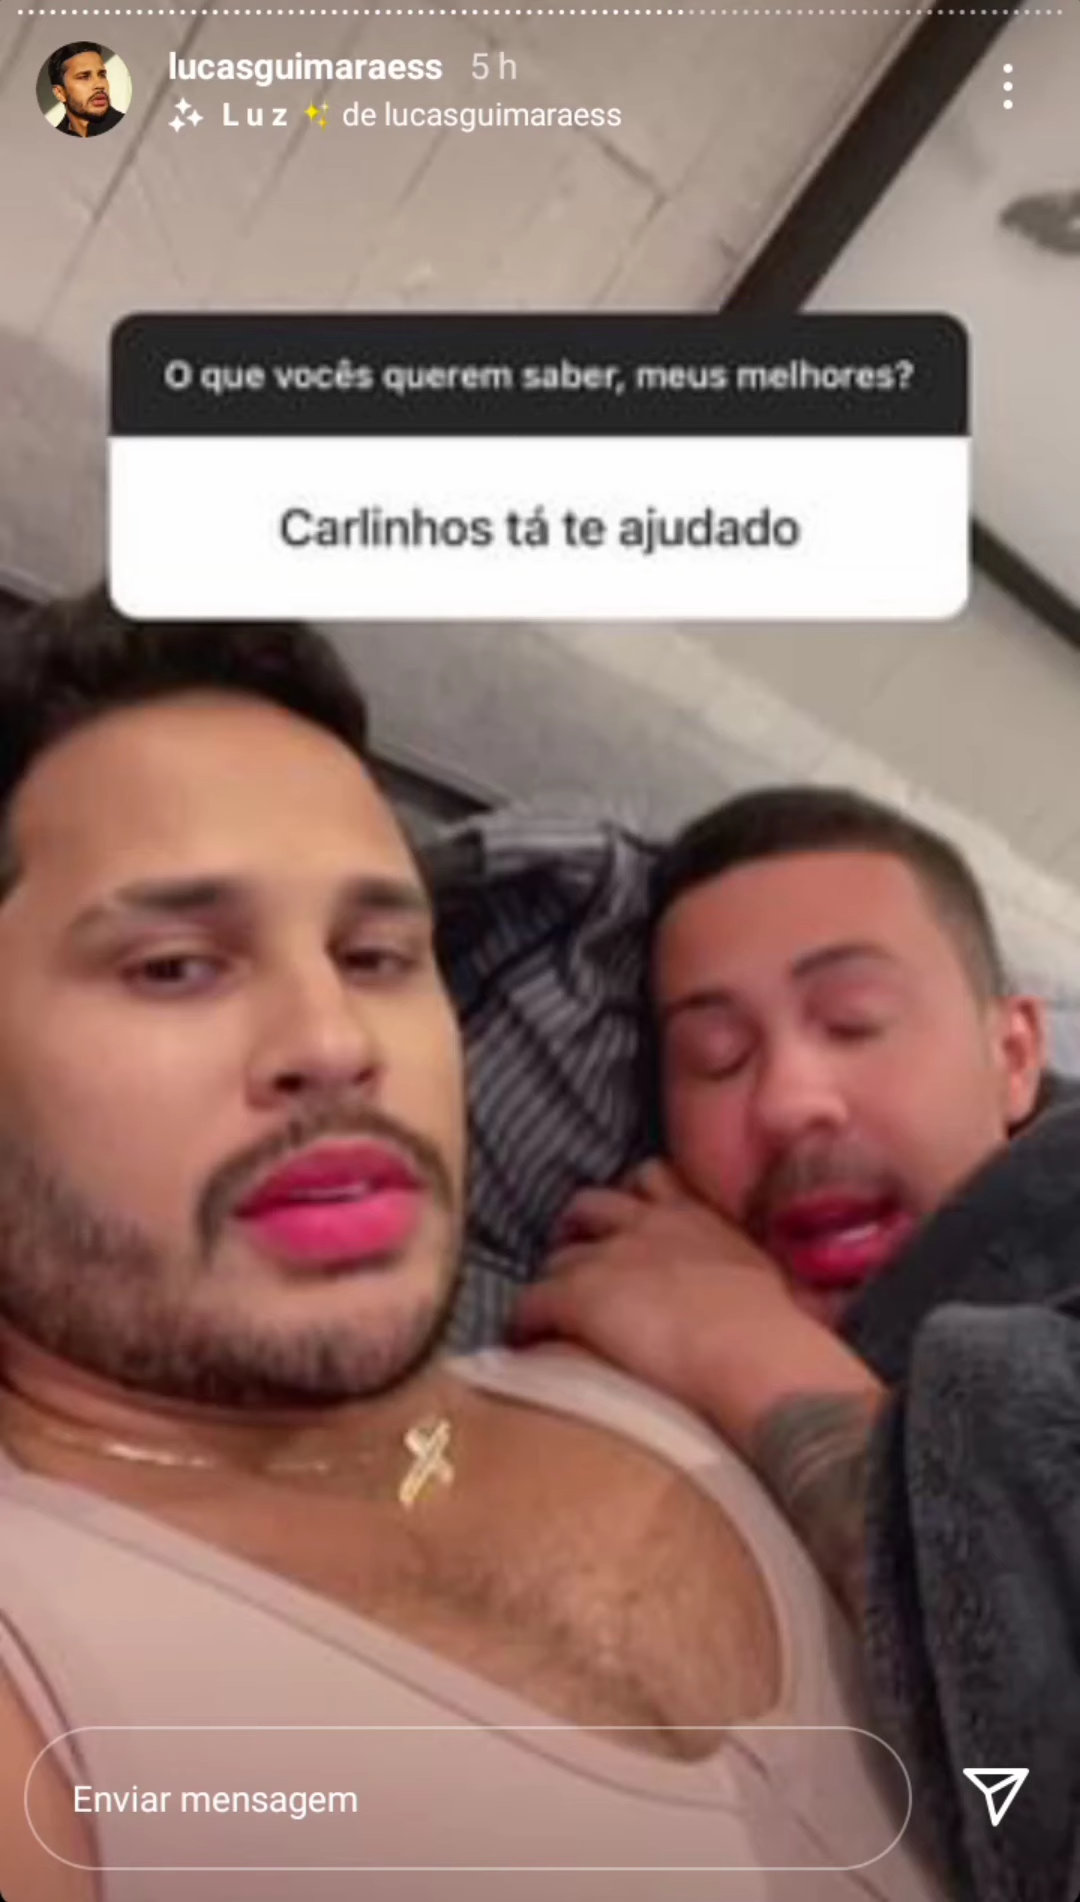 lucasguimaraess 5 h
L u z ✨ de lucasguimaraess
O que vocês querem saber, meus melhores?
Carlinhos tá te ajudado
Enviar mensagem